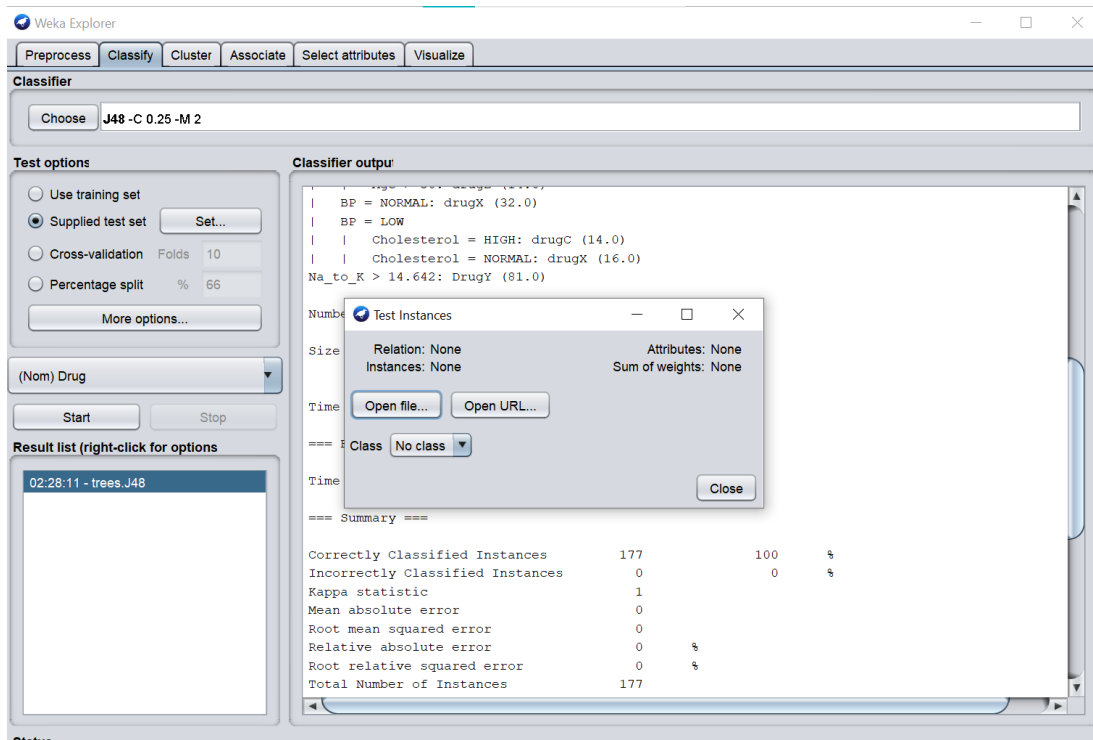 Weka Explorer
Preprocess Classify Cluster Associate Select attributes Visualize
Classifier
Choose J48 -C 0.25 -M 2
Test options
Use training set
Supplied test set Set...
Cross-validation Folds 10
Percentage split % 66
More options...
(Nom) Drug
Start Stop
Result list (right-click for options
02:28:11 - trees.J48
Classifier output
| BP = NORMAL: drugX (32.0)
| BP = LOW
| | Cholesterol = HIGH: drugC (14.0)
| | Cholesterol = NORMAL: drugX (16.0)
Na_to_K > 14.642: DrugY (81.0)
Size
Time
===
Time
=== Summary ===
Correctly Classified Instances 177 100 %
Incorrectly Classified Instances 0 0 %
Kappa statistic 1
Mean absolute error 0
Root mean squared error 0
Relative absolute error 0 %
Root relative squared error 0 %
Total Number of Instances 177
Test Instances
Relation: None Attributes: None
Instances: None Sum of weights: None
Open file... Open URL...
Class No class
Close